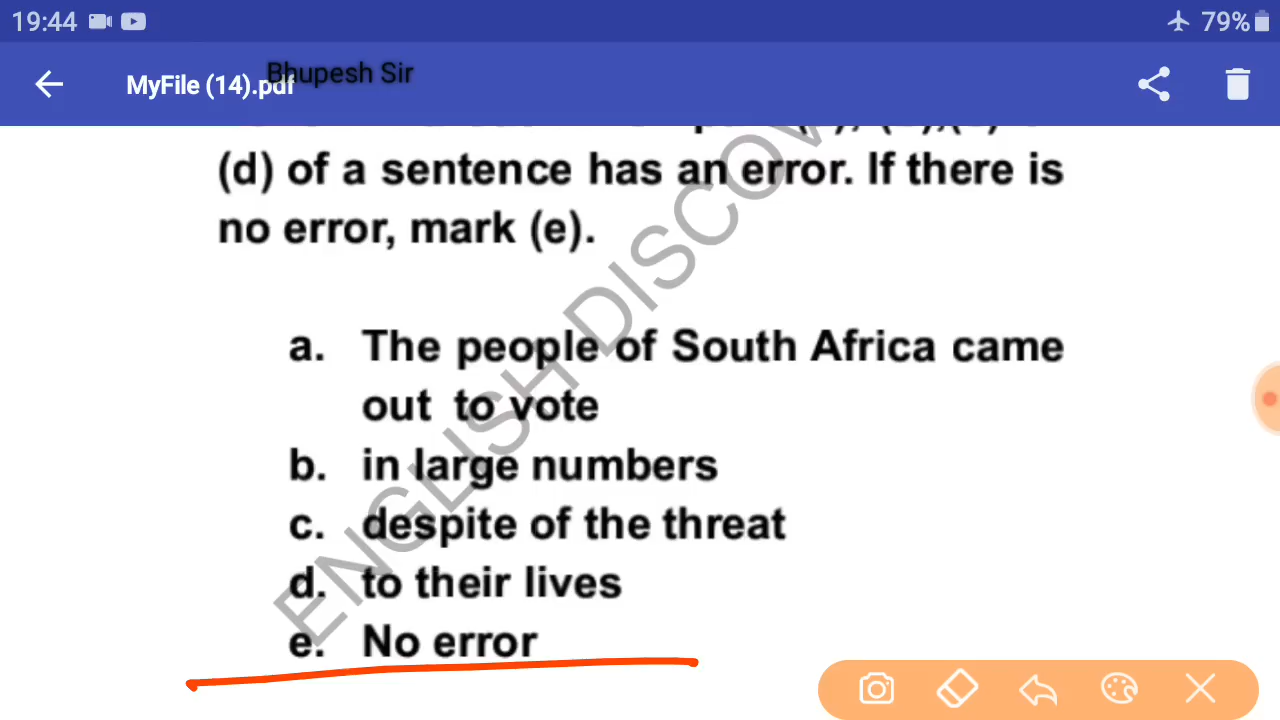 19:44 79%
Bhupesh Sir
MyFile (14).pdf
(d) of a sentence has an error. If there is
no error, mark (e).
a. The people of South Africa came
out to vote
b. in large numbers
c. despite of the threat
d. to their lives
e. No error
ENGLISH DISCOV